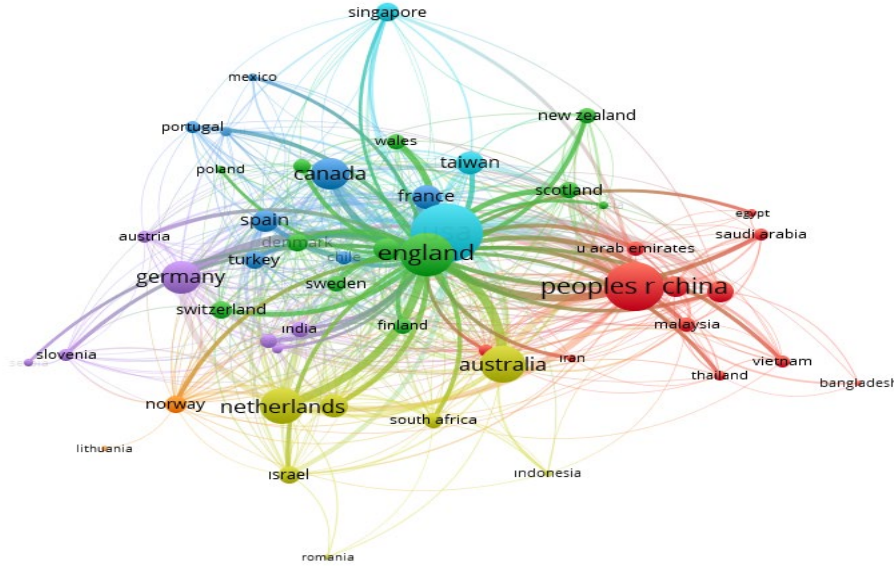 singapore
mexico
new zealand
portugal
wales
taiwan
poland
canada
scotland
france
egypt
spain
usa
saudi arabia
austria
denmark
u arab emirates
england
turkey
chile
germany
sweden
peoples r china
switzerland
india
finland
malaysia
slovenia
iran
vietnam
australia
thailand
bangladesh
norway
netherlands
south africa
lithuania
israel
indonesia
romania